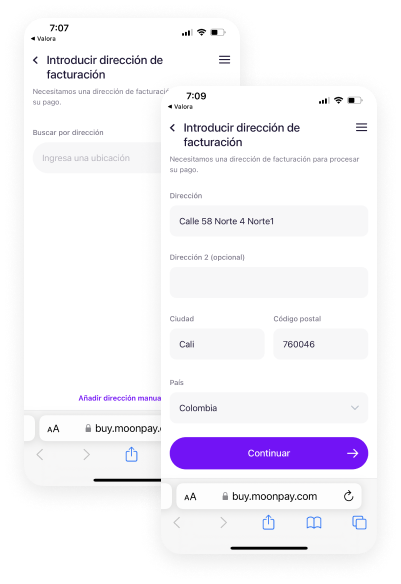 7:07
◄ Valora
Introducir dirección de
facturación
Necesitamos una dirección de
su pago.
Buscar por dirección
Ingresa una ubicación
Añadir dirección
AA
buy.moonpay.
7:09
◄ Valora
Introducir dirección de
facturación
Necesitamos una dirección de facturación para procesar
su pago.
Dirección
Calle 58 Norte 4 Norte1
Dirección 2 (opcional)
Ciudad
Código postal
Cali
760046
País
Colombia
Continuar
AA
buy.moonpay.com